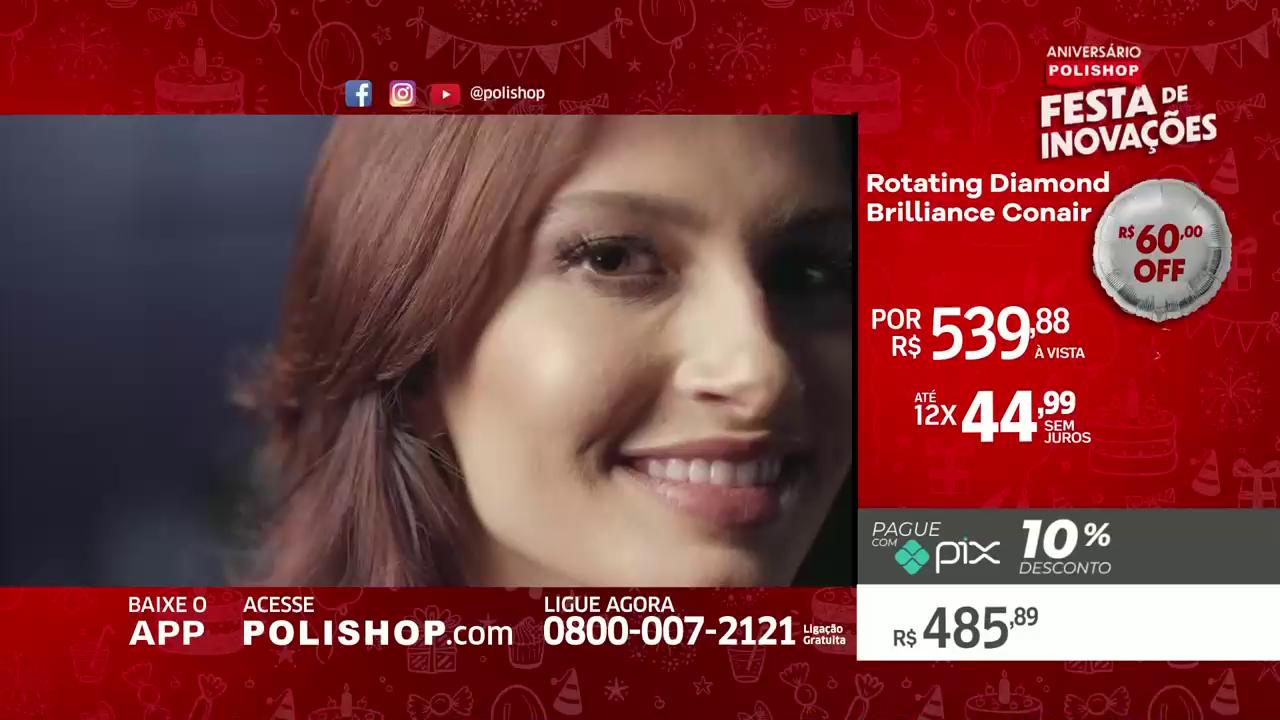 @polishop
ANIVERSÁRIO
POLISHOP
FESTA DE
INOVAÇÕES
Rotating Diamond
Brilliance Conair
R$60,00
OFF
POR
R$ 539,88
À VISTA
ATÉ
12X 44,99
SEM
JUROS
PAGUE
COM
pix
10%
DESCONTO
R$ 485,89
BAIXE O
APP
ACESSE
POLISHOP.com
LIGUE AGORA
0800-007-2121
Ligação
Gratuita